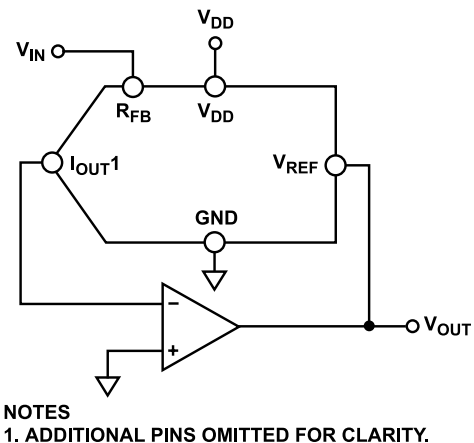 VDD
VIN
RFB
VDD
IOUT1
VREF
GND
−
+
VOUT
NOTES
1. ADDITIONAL PINS OMITTED FOR CLARITY.